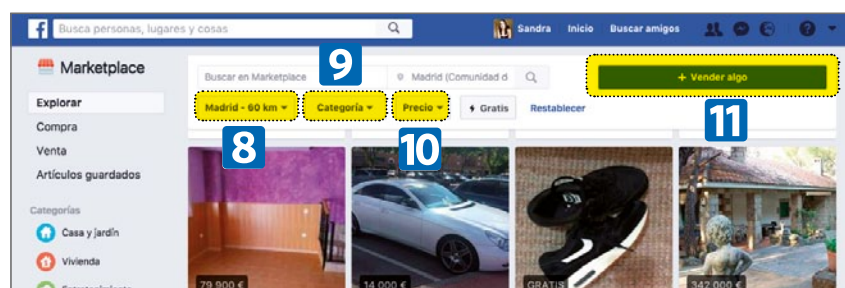 f Busca personas, lugares y cosas Sandra Inicio Buscar amigos
Marketplace
Buscar en Marketplace Madrid (Comunidad d + Vender algo
9
Explorar
Madrid - 60 km Categoría Precio Gratis Restablecer
8 10 11
Compra
Venta
Artículos guardados
Categorías
Casa y jardín
Vivienda
79 900 € 14 000 € GRATIS 342 000 €